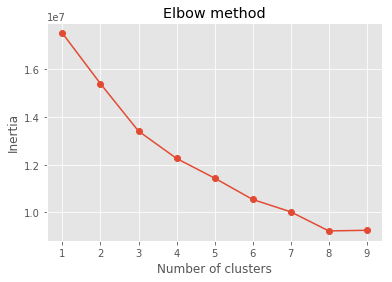 Elbow method
1e7
1.6
1.4
1.2
1.0
Inertia
1 2 3 4 5 6 7 8 9
Number of clusters